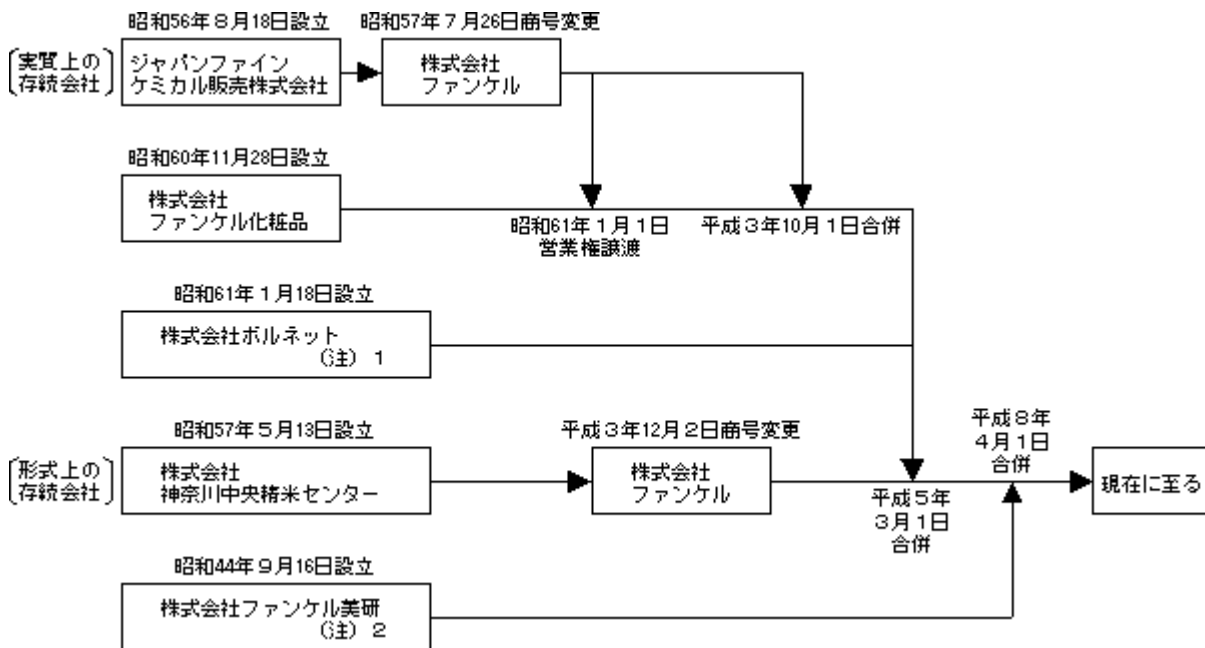 昭和56年8月18日設立
昭和57年7月26日商号変更
実質上の
存続会社
ジャパンファイン
ケミカル販売株式会社
株式会社
ファンケル
昭和60年11月28日設立
株式会社
ファンケル化粧品
昭和61年1月1日
営業権譲渡
平成3年10月1日合併
昭和61年1月18日設立
株式会社ボルネット
(注) 1
昭和57年5月13日設立
平成3年12月2日商号変更
平成8年
4月1日
合併
形式上の
存続会社
株式会社
神奈川中央精米センター
株式会社
ファンケル
平成5年
3月1日
合併
現在に至る
昭和44年9月16日設立
株式会社ファンケル美研
(注) 2